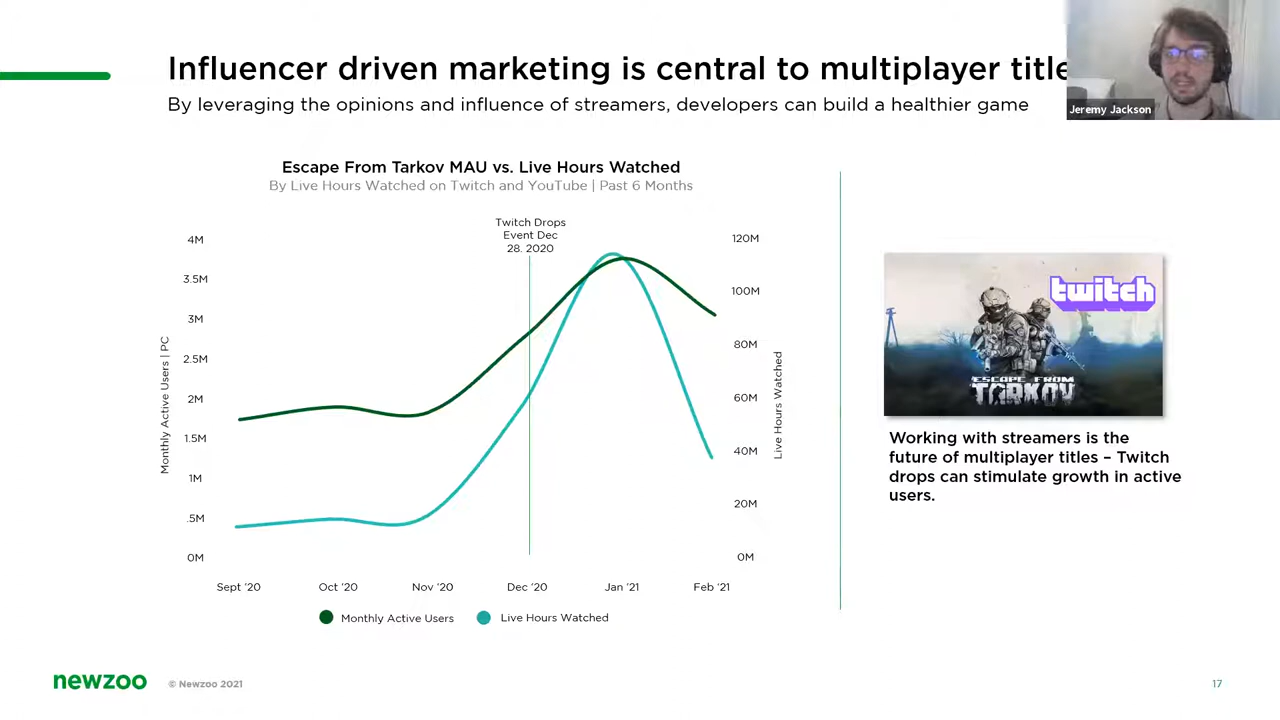 Influencer driven marketing is central to multiplayer title
By leveraging the opinions and influence of streamers, developers can build a healthier game
Jeremy Jackson
Escape From Tarkov MAU vs. Live Hours Watched
By Live Hours Watched on Twitch and YouTube | Past 6 Months
Twitch Drops
Event Dec
28. 2020
Monthly Active Users | PC
4M
3.5M
3M
2.5M
2M
1.5M
1M
.5M
0M
120M
100M
80M
60M
40M
20M
0M
Live Hours Watched
Sept '20
Oct '20
Nov '20
Dec '20
Jan '21
Feb '21
Monthly Active Users
Live Hours Watched
twitch
ESCAPE FROM
TARKOV
Working with streamers is the
future of multiplayer titles – Twitch
drops can stimulate growth in active
users.
newzoo
© Newzoo 2021
17